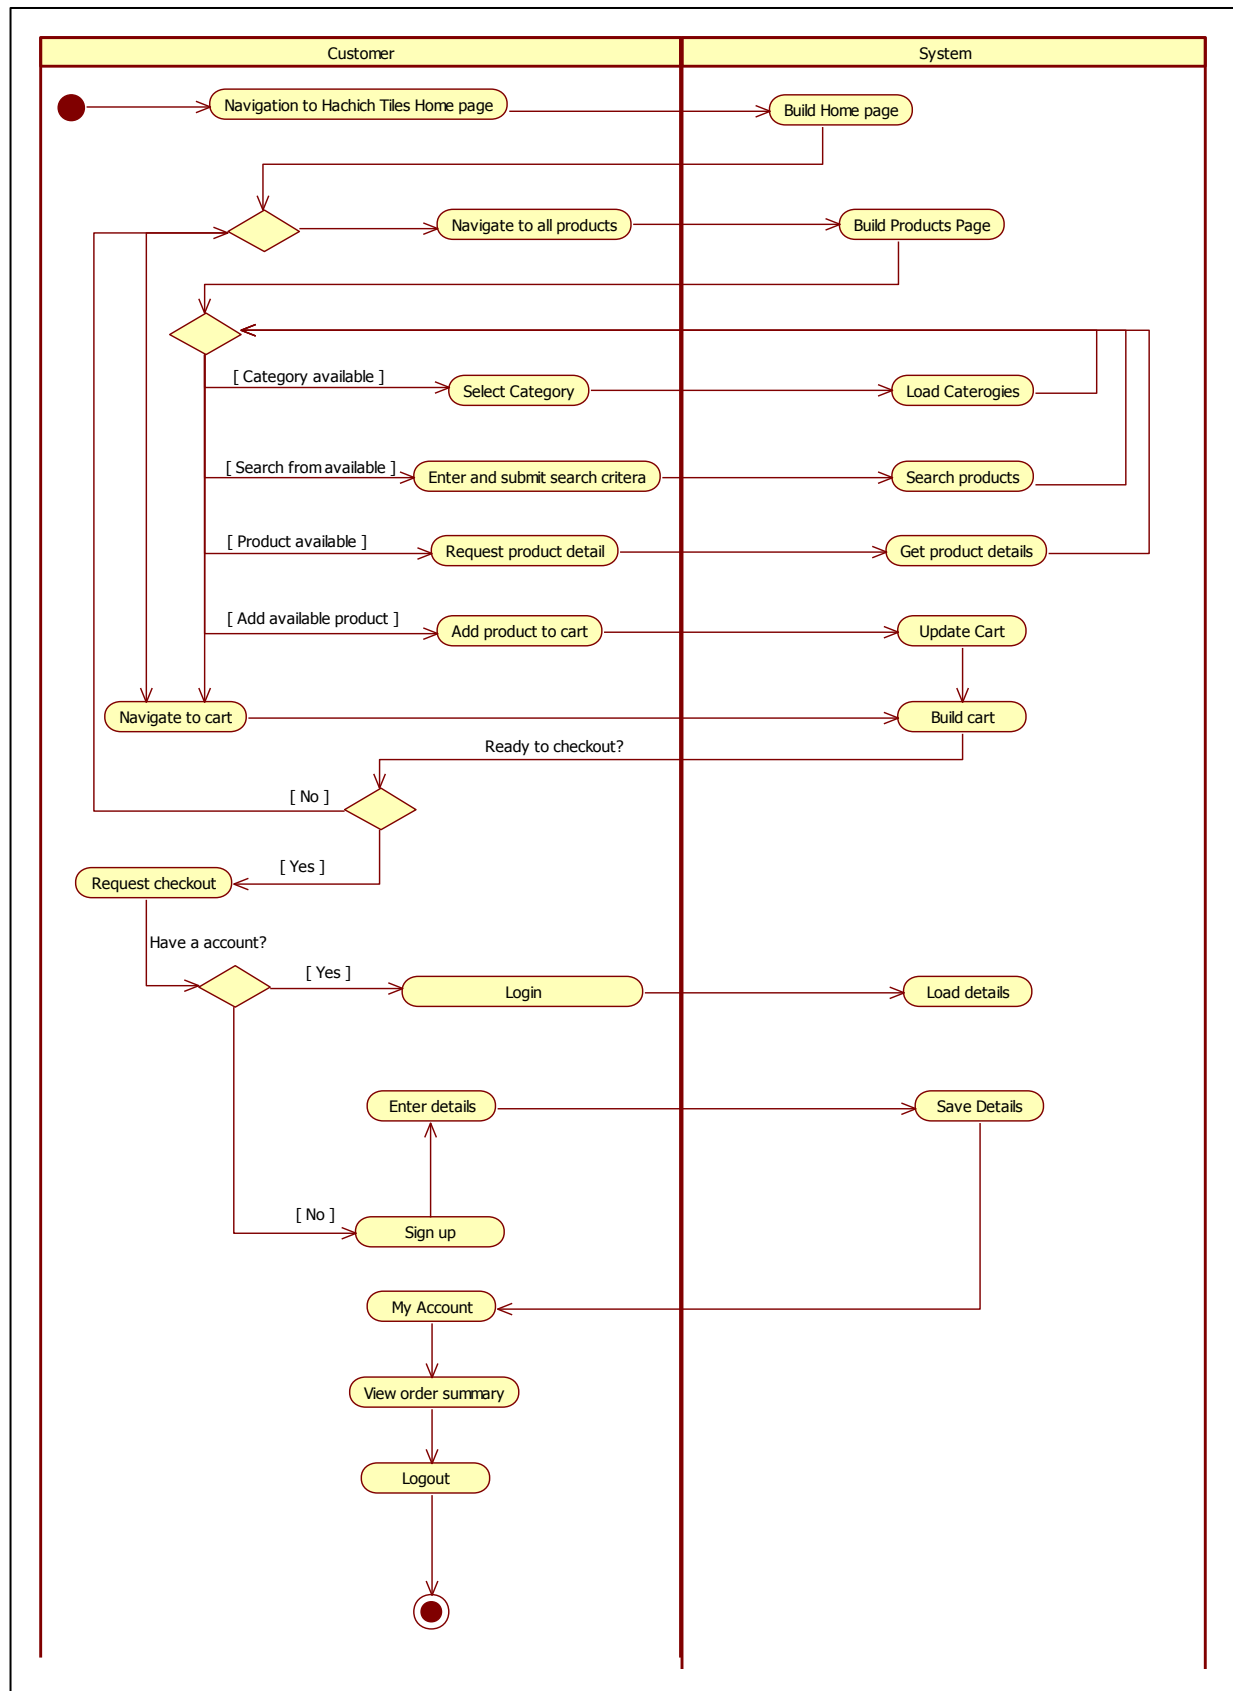 Customer
System
Navigation to Hachich Tiles Home page
Build Home page
Navigate to all products
Build Products Page
[ Category available ]
Select Category
Load Caterogies
[ Search from available ]
Enter and submit search critera
Search products
[ Product available ]
Request product detail
Get product details
[ Add available product ]
Add product to cart
Update Cart
Navigate to cart
Build cart
Ready to checkout?
[ No ]
[ Yes ]
Request checkout
Have a account?
[ Yes ]
Login
Load details
Enter details
Save Details
[ No ]
Sign up
My Account
View order summary
Logout